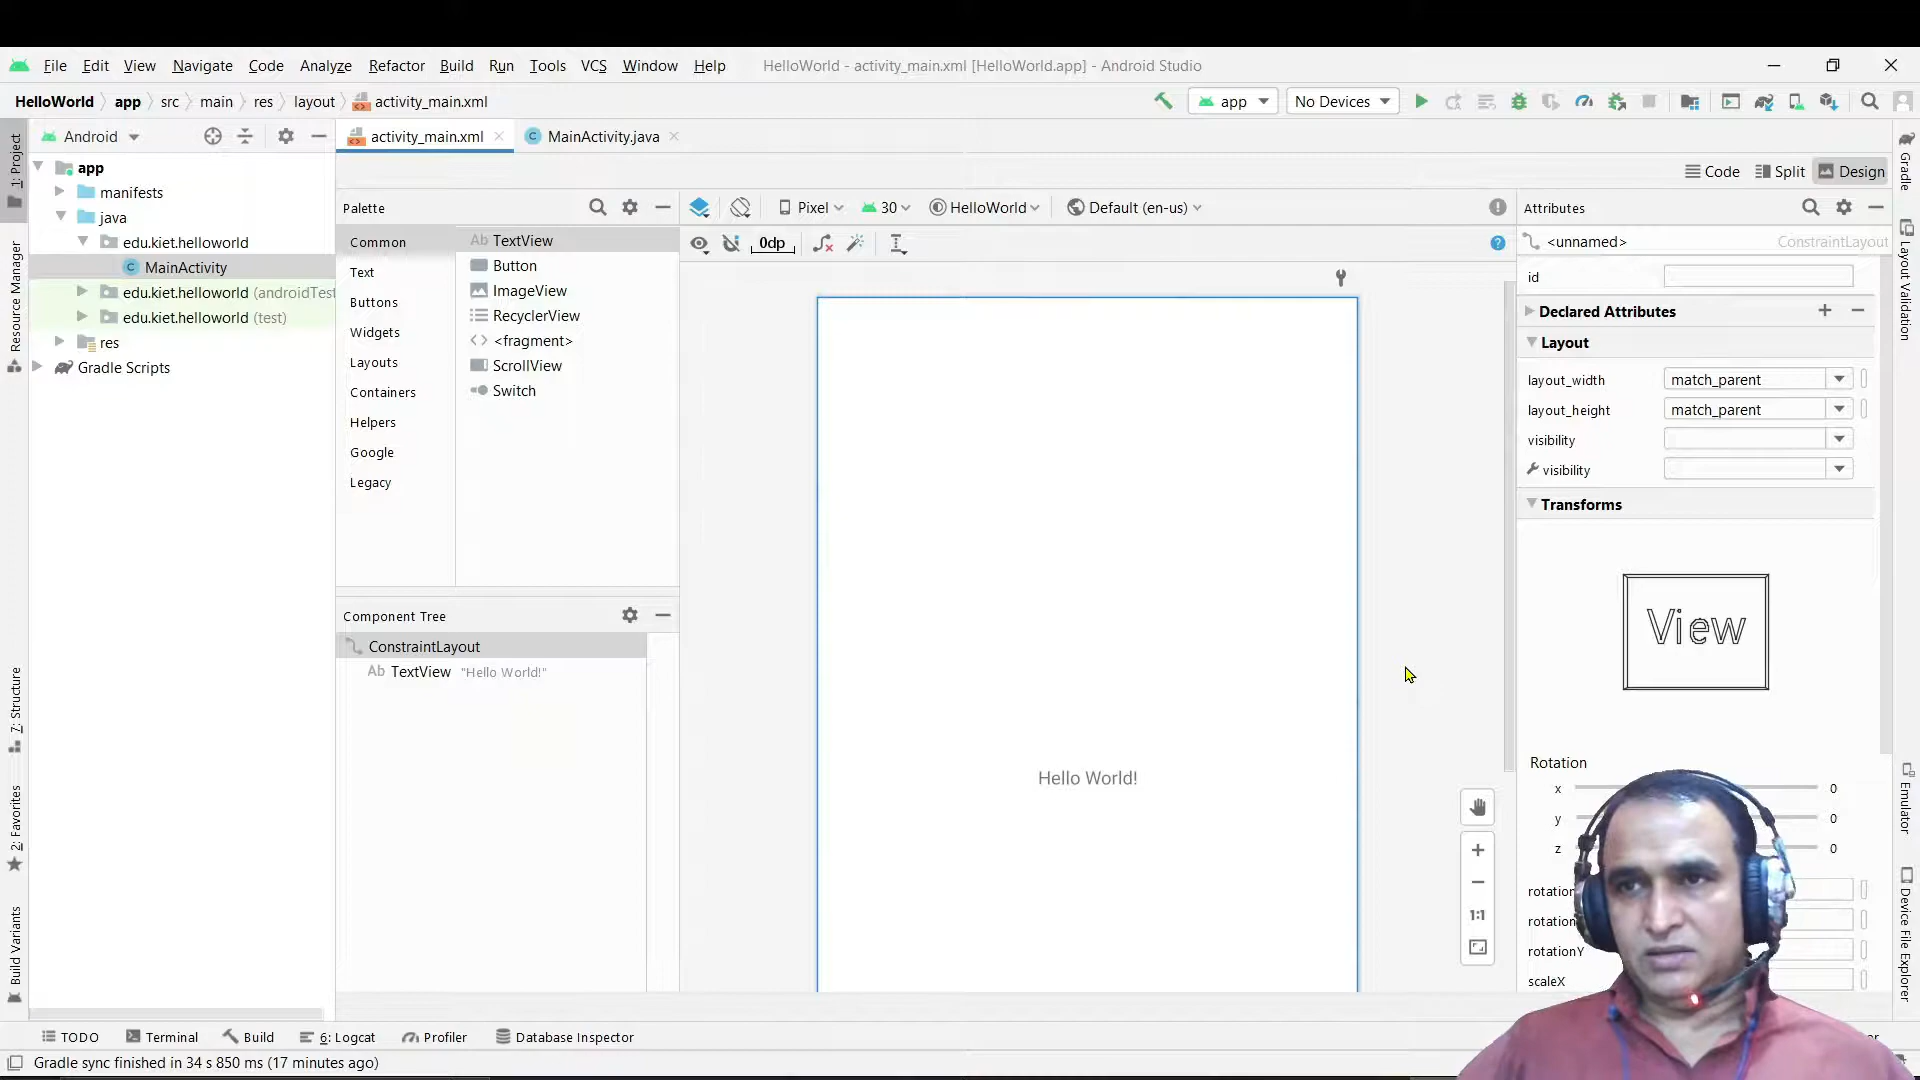 File Edit View Navigate Code Analyze Refactor Build Run Tools VCS Window Help HelloWorld - activity_main.xml [HelloWorld.app] - Android Studio
HelloWorld app src main res layout activity_main.xml app No Devices
1: Project
Resource Manager
7: Structure
2: Favorites
Build Variants
Android
app
manifests
java
edu.kiet.helloworld
MainActivity
edu.kiet.helloworld (androidTest
edu.kiet.helloworld (test)
res
Gradle Scripts
activity_main.xml MainActivity.java
Code Split Design
Palette
Common
Text
Buttons
Widgets
Layouts
Containers
Helpers
Google
Legacy
Ab TextView
Button
ImageView
RecyclerView
<fragment>
ScrollView
Switch
Component Tree
ConstraintLayout
Ab TextView "Hello World!"
Pixel 30 HelloWorld Default (en-us)
0dp
Hello World!
1:1
Attributes
<unnamed> ConstraintLayout
id
Declared Attributes
Layout
layout_width match_parent
layout_height match_parent
visibility
visibility
Transforms
View
Rotation
x 0
y 0
z 0
rotation
rotation
rotationY
scaleX
Gradle
Layout Validation
Emulator
Device File Explorer
TODO Terminal Build 6: Logcat Profiler Database Inspector
Gradle sync finished in 34 s 850 ms (17 minutes ago)